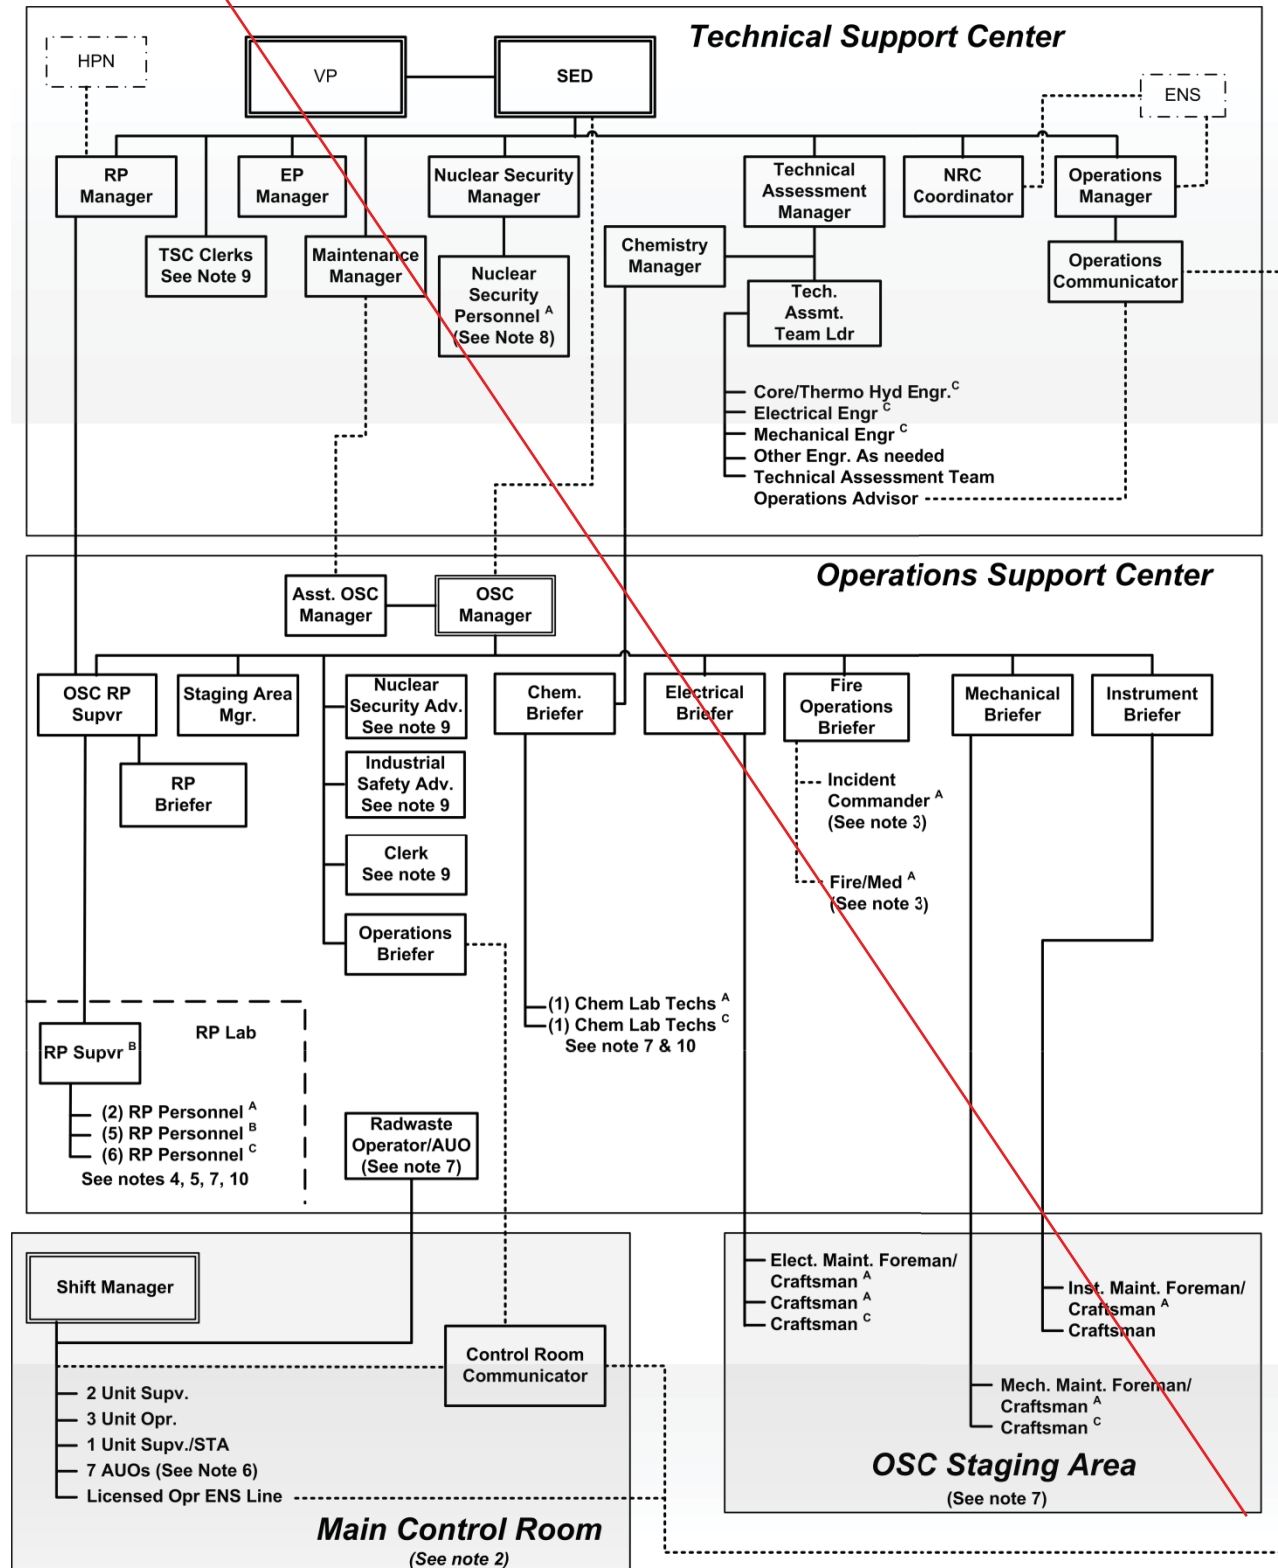 Technical Support Center
HPN
VP
SED
ENS
RP
Manager
EP
Manager
Nuclear Security
Manager
Technical
Assessment
Manager
NRC
Coordinator
Operations
Manager
TSC Clerks
See Note 9
Maintenance
Manager
Nuclear
Security
Personnel A
(See Note 8)
Chemistry
Manager
Operations
Communicator
Tech.
Assmt.
Team Ldr
Core/Thermo Hyd Engr. C
Electrical Engr C
Mechanical Engr C
Other Engr. As needed
Technical Assessment Team
Operations Advisor
Operations Support Center
Asst. OSC
Manager
OSC
Manager
OSC RP
Supvr
Staging Area
Mgr.
Nuclear
Security Adv.
See note 9
Chem.
Briefer
Electrical
Briefer
Fire
Operations
Briefer
Mechanical
Briefer
Instrument
Briefer
RP
Briefer
Industrial
Safety Adv.
See note 9
Incident
Commander A
(See note 3)
Clerk
See note 9
Fire/Med A
(See note 3)
Operations
Briefer
(1) Chem Lab Techs A
(1) Chem Lab Techs C
See note 7 & 10
RP Lab
RP Supvr B
(2) RP Personnel A
(5) RP Personnel B
(6) RP Personnel C
See notes 4, 5, 7, 10
Radwaste
Operator/AUO
(See note 7)
Shift Manager
Control Room
Communicator
2 Unit Supv.
3 Unit Opr.
1 Unit Supv./STA
7 AUOs (See Note 6)
Licensed Opr ENS Line
Main Control Room
(See note 2)
Elect. Maint. Foreman/
Craftsman A
Craftsman A
Craftsman C
Inst. Maint. Foreman/
Craftsman A
Craftsman
Mech. Maint. Foreman/
Craftsman A
Craftsman C
OSC Staging Area
(See note 7)